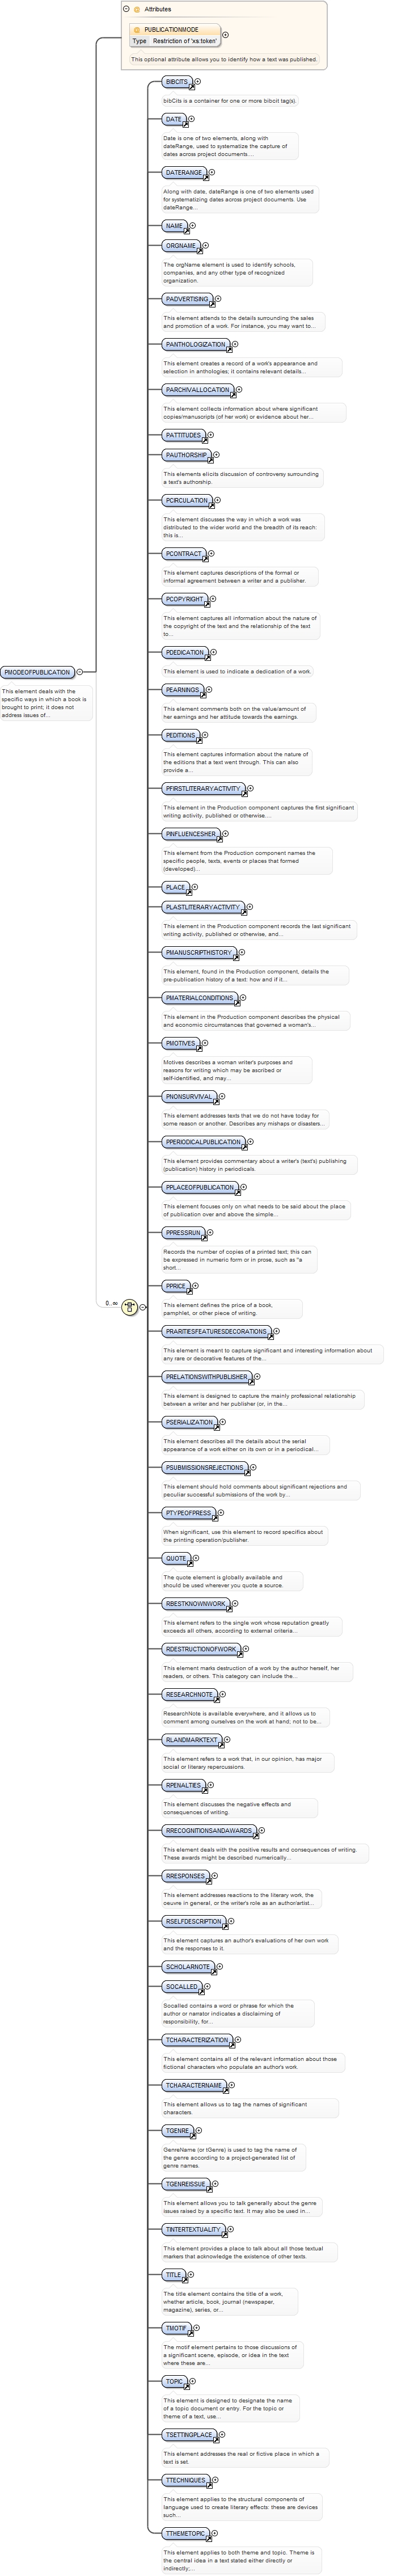 Attributes
PUBLICATIONMODE
Type Restriction of 'xs:token'
This optional attribute allows you to identify how a text was published.
BIBCITS
bibCits is a container for one or more bibcit tag(s).
DATE
Date is one of two elements, along with
dateRange, used to systematize the capture of
dates across project documents....
DATERANGE
Along with date, dateRange is one of two elements used
for systematizing dates across project documents. Use
dateRange...
NAME
ORGNAME
The orgName element is used to identify schools,
companies, and any other type of recognized
organization.
PADVERTISING
This element attends to the details surrounding the sales
and promotion of a work. For instance, you may want to...
PANTHOLOGIZATION
This element creates a record of a work's appearance and
selection in anthologies; it contains relevant details...
PARCHIVALLOCATION
This element collects information about where significant
copies/manuscripts (of her work) or evidence about her...
PATTITUDES
PAUTHORSHIP
This elements elicits discussion of controversy surrounding
a text's authorship.
PCIRCULATION
This element discusses the way in which a work was
distributed to the wider world and the breadth of its reach:
this is...
PCONTRACT
This element captures descriptions of the formal or
informal agreement between a writer and a publisher.
PCOPYRIGHT
This element captures all information about the nature of
the copyright of the text and the relationship of the text
to...
PDEDICATION
This element is used to indicate a dedication of a work
PMODEOFPUBLICATION
This element deals with the
specific ways in which a book is
brought to print; it does not
address issues of...
PEARNINGS
This element comments both on the value/amount of
her earnings and her attitude towards the earnings.
PEDITIONS
This element captures information about the nature of
the editions that a text went through. This can also
provide a...
PFIRSTLITERARYACTIVITY
This element in the Production component captures the first significant
writing activity, published or otherwise....
PINFLUENCESHER
This element from the Production component names the
specific people, texts, events or places that formed
(developed)...
PLACE
PLASTLITERARYACTIVITY
This element in the Production component records the last significant
writing activity, published or otherwise, and...
PMANUSCRIPTHISTORY
This element, found in the Production component, details the
pre-publication history of a text: how and if it...
PMATERIALCONDITIONS
This element in the Production component describes the physical
and economic circumstances that governed a woman's...
PMOTIVES
Motives describes a woman writer's purposes and
reasons for writing which may be ascribed or
self-identified, and may...
PNONSURVIVAL
This element addresses texts that we do not have today for
some reason or another. Describes any mishaps or disasters...
PPERIODICALPUBLICATION
This element provides commentary about a writer's (text's) publishing
(publication) history in periodicals.
PPLACEOFPUBLICATION
This element focuses only on what needs to be said about the place
of publication over and above the simple...
PPRESSRUN
Records the number of copies of a printed text; this can
be expressed in numeric form or in prose, such as "a
short...
0..∞
PPRICE
This element defines the price of a book,
pamphlet, or other piece of writing.
PRARITIESFEATURESDECORATIONS
This element is meant to capture significant and interesting information about
any rare or decorative features of the...
PRELATIONSWITHPUBLISHER
This element is designed to capture the mainly professional relationship
between a writer and her publisher (or, in the...
PSERIALIZATION
This element describes all the details about the serial
appearance of a work either on its own or in a periodical...
PSUBMISSIONSREJECTIONS
This element should hold comments about significant rejections and
peculiar successful submissions of the work by...
PTYPEOFPRESS
When significant, use this element to record specifics about
the printing operation/publisher.
QUOTE
The quote element is globally available and
should be used wherever you quote a source.
RBESTKNOWNWORK
This element refers to the single work whose reputation greatly
exceeds all others, according to external criteria...
RDESTRUCTIONOFWORK
This element marks destruction of a work by the author herself, her
readers, or others. This category can include the...
RESEARCHNOTE
ResearchNote is available everywhere, and it allows us to
comment among ourselves on the work at hand; not to be...
RLANDMARKTEXT
This element refers to a work that, in our opinion, has major
social or literary repercussions.
RPENALTIES
This element discusses the negative effects and
consequences of writing.
RRECOGNITIONSANDAWARDS
This element deals with the positive results and consequences of writing.
These awards might be described numerically...
RRESPONSES
This element addresses reactions to the literary work, the
oeuvre in general, or the writer's role as an author/artist...
RSELFDESCRIPTION
This element captures an author's evaluations of her own work
and the responses to it.
SCHOLARNOTE
SOCALLED
Socalled contains a word or phrase for which the
author or narrator indicates a disclaiming of
responsibility, for...
TCHARACTERIZATION
This element contains all of the relevant information about those
fictional characters who populate an author's work.
TCHARACTERNAME
This element allows us to tag the names of significant
characters.
TGENRE
GenreName (or tGenre) is used to tag the name of
the genre according to a project-generated list of
genre names.
TGENREISSUE
This element allows you to talk generally about the genre
issues raised by a specific text. It may also be used in...
TINTERTEXTUALITY
This element provides a place to talk about all those textual
markers that acknowledge the existence of other texts.
TITLE
The title element contains the title of a work,
whether article, book, journal (newspaper,
magazine), series, or...
TMOTIF
The motif element pertains to those discussions of
a significant scene, episode, or idea in the text
where these are...
TOPIC
This element is designed to designate the name
of a topic document or entry. For the topic or
theme of a text, use...
TSETTINGPLACE
This element addresses the real or fictive place in which a
text is set.
TTECHNIQUES
This element applies to the structural components of
language used to create literary effects: these are devices
such...
TTHEMETOPIC
This element applies to both theme and topic. Theme is
the central idea in a text stated either directly or
indirectly;...